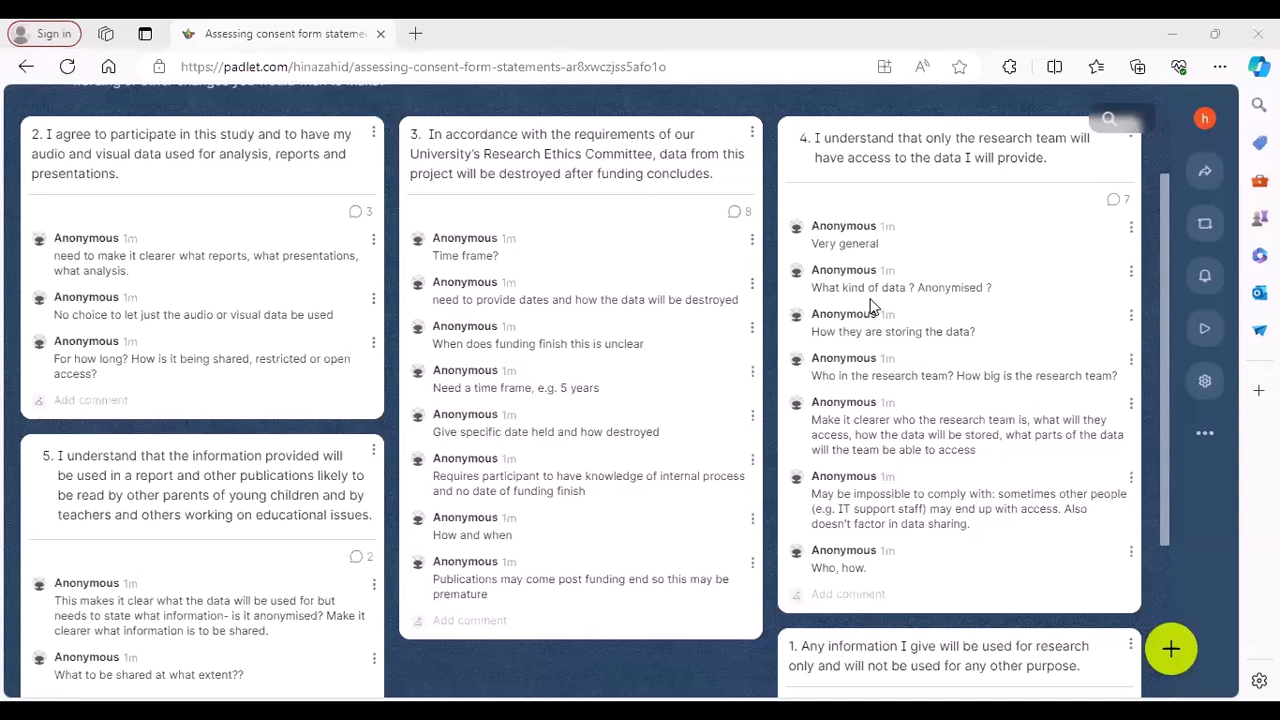 Sign in
Assessing consent form stateme
https://padlet.com/hinazahid/assessing-consent-form-statements-ar8xwczjss5afo1o
h
2. I agree to participate in this study and to have my
audio and visual data used for analysis, reports and
presentations.
3
Anonymous 1m
need to make it clearer what reports, what presentations,
what analysis.
Anonymous 1m
No choice to let just the audio or visual data be used
Anonymous 1m
For how long? How is it being shared, restricted or open
access?
Add comment
5. I understand that the information provided will
be used in a report and other publications likely to
be read by other parents of young children and by
teachers and others working on educational issues.
2
Anonymous 1m
This makes it clear what the data will be used for but
needs to state what information- is it anonymised? Make it
clearer what information is to be shared.
Anonymous 1m
What to be shared at what extent??
3. In accordance with the requirements of our
University's Research Ethics Committee, data from this
project will be destroyed after funding concludes.
8
Anonymous 1m
Time frame?
Anonymous 1m
need to provide dates and how the data will be destroyed
Anonymous 1m
When does funding finish this is unclear
Anonymous 1m
Need a time frame, e.g. 5 years
Anonymous 1m
Give specific date held and how destroyed
Anonymous 1m
Requires participant to have knowledge of internal process
and no date of funding finish
Anonymous 1m
How and when
Anonymous 1m
Publications may come post funding end so this may be
premature
Add comment
4. I understand that only the research team will
have access to the data I will provide.
7
Anonymous 1m
Very general
Anonymous 1m
What kind of data ? Anonymised ?
Anonymous 1m
How they are storing the data?
Anonymous 1m
Who in the research team? How big is the research team?
Anonymous 1m
Make it clearer who the research team is, what will they
access, how the data will be stored, what parts of the data
will the team be able to access
Anonymous 1m
May be impossible to comply with: sometimes other people
(e.g. IT support staff) may end up with access. Also
doesn't factor in data sharing.
Anonymous 1m
Who, how.
Add comment
1. Any information I give will be used for research
only and will not be used for any other purpose.